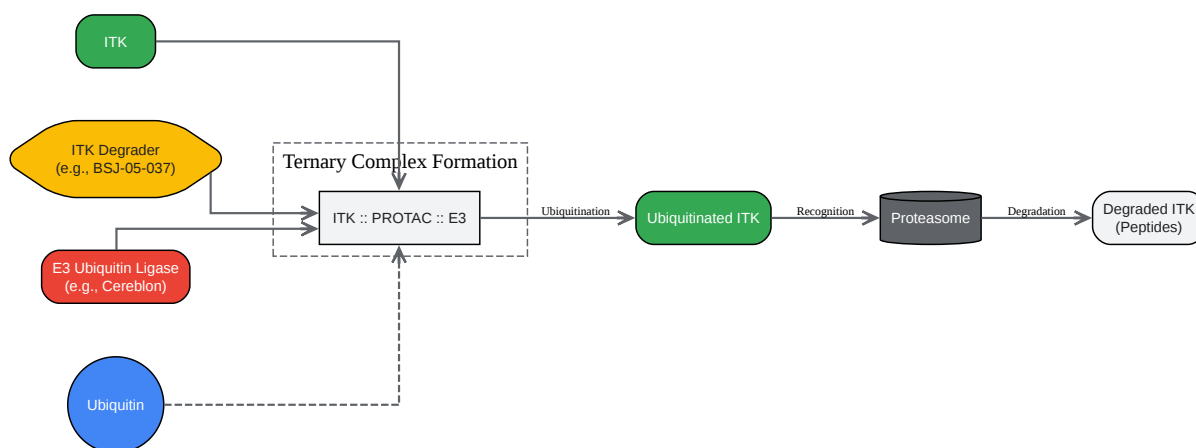 ITK
ITK Degrader
(e.g., BSJ-05-037)
Ternary Complex Formation
ITK :: PROTAC :: E3
E3 Ubiquitin Ligase
(e.g., Cereblon)
Ubiquitin
Ubiquitination
Ubiquitinated ITK
Recognition
Proteasome
Degradation
Degraded ITK
(Peptides)